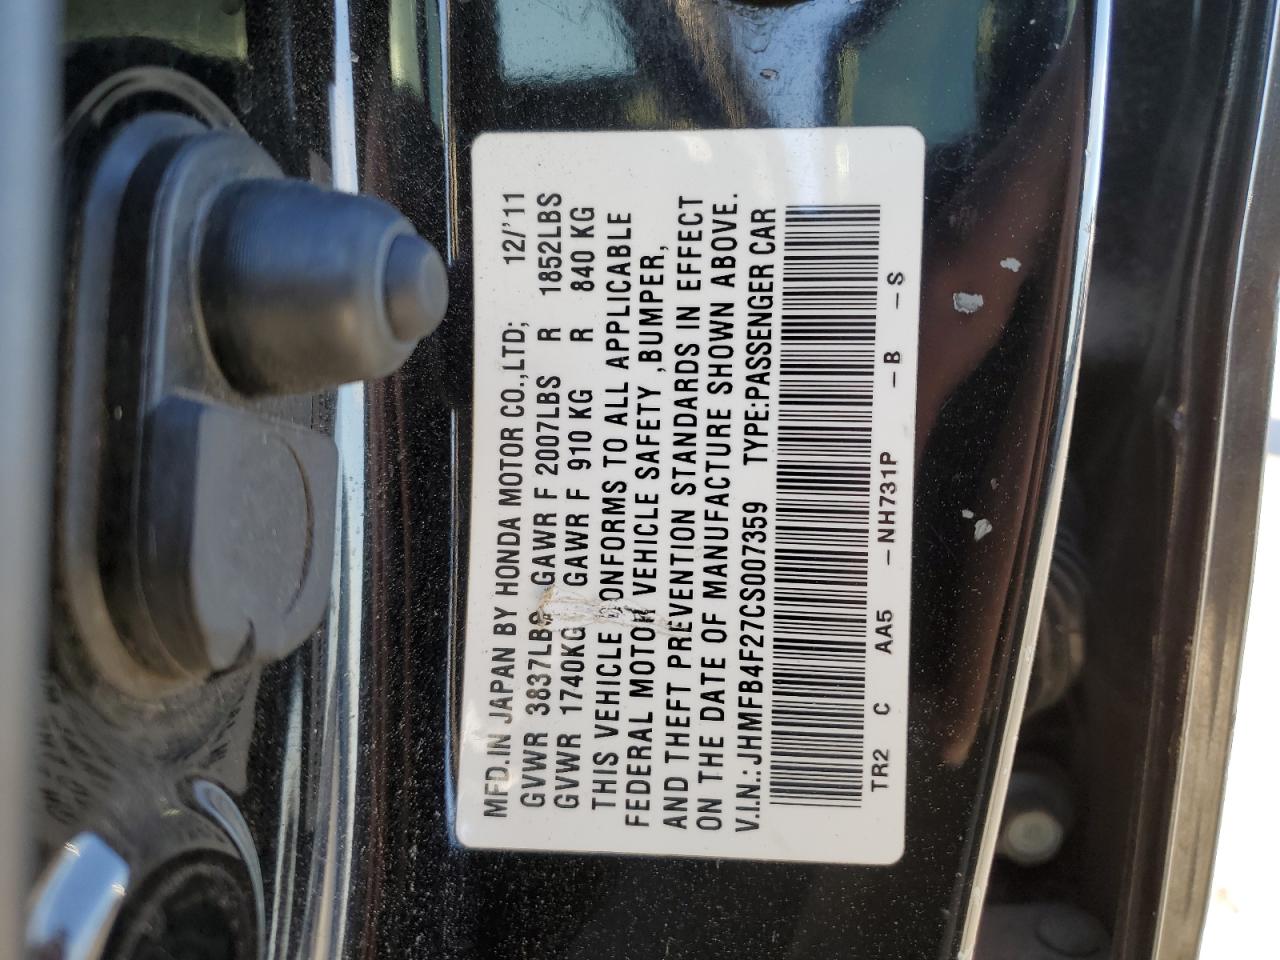 MFD.IN JAPAN BY HONDA MOTOR CO.,LTD; 12/'11
GVWR 3837LBS GAWR F 2007LBS R 1852LBS
GVWR 1740KG GAWR F 910 KG R 840 KG
THIS VEHICLE CONFORMS TO ALL APPLICABLE
FEDERAL MOTOR VEHICLE SAFETY ,BUMPER,
AND THEFT PREVENTION STANDARDS IN EFFECT
ON THE DATE OF MANUFACTURE SHOWN ABOVE.
V.I.N.:JHMFB4F27CS007359 TYPE:PASSENGER CAR
TR2 C AA5 -NH731P -B -S